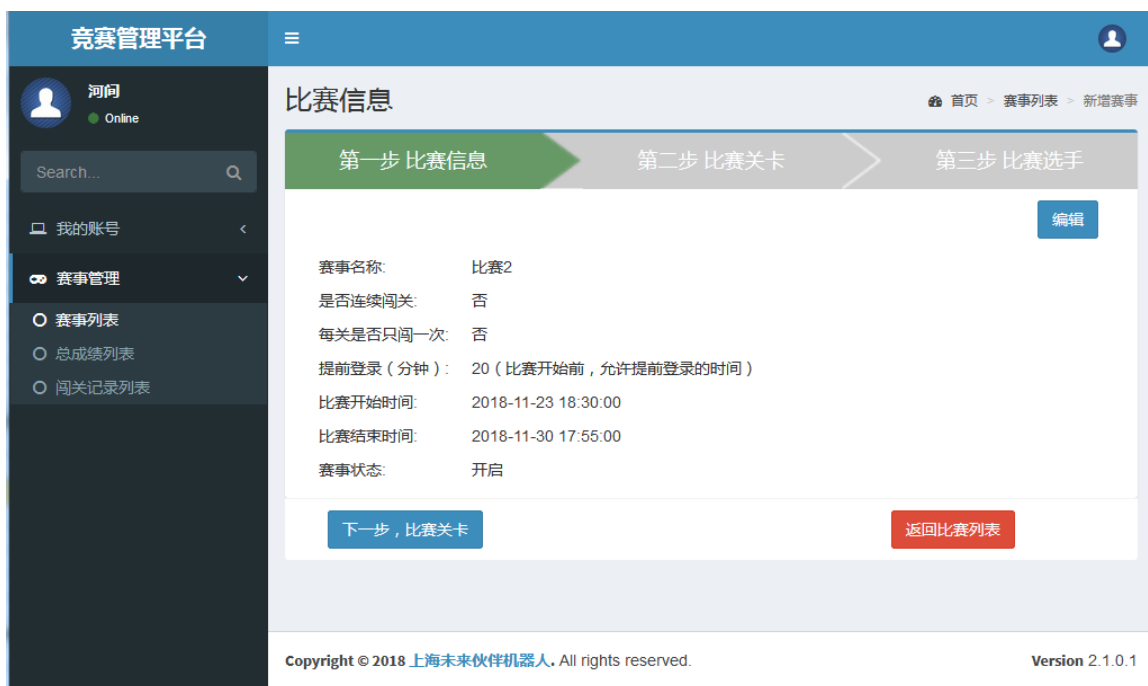 竞赛管理平台
河间
Online
Search...
我的账号
赛事管理
赛事列表
总成绩列表
闯关记录列表
比赛信息
首页 > 赛事列表 > 新增赛事
第一步 比赛信息 第二步 比赛关卡 第三步 比赛选手
编辑
赛事名称: 比赛2
是否连续闯关: 否
每关是否只闯一次: 否
提前登录（分钟）: 20（比赛开始前，允许提前登录的时间）
比赛开始时间: 2018-11-23 18:30:00
比赛结束时间: 2018-11-30 17:55:00
赛事状态: 开启
下一步，比赛关卡 返回比赛列表
Copyright © 2018 上海未来伙伴机器人. All rights reserved. Version 2.1.0.1